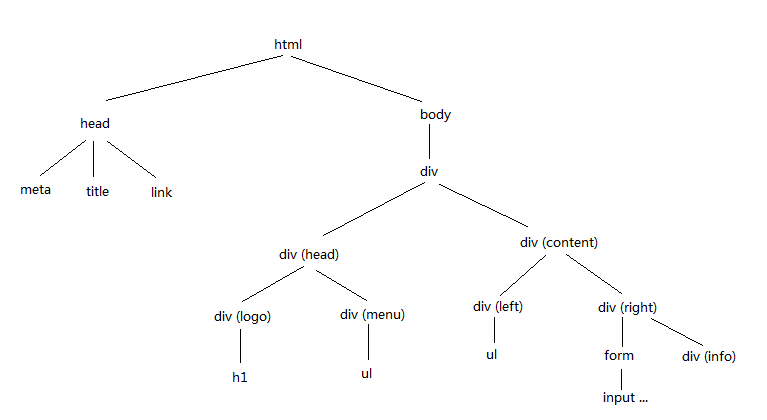 html
head
body
meta
title
link
div
div (head)
div (content)
div (logo)
div (menu)
div (left)
div (right)
h1
ul
ul
form
div (info)
input ...